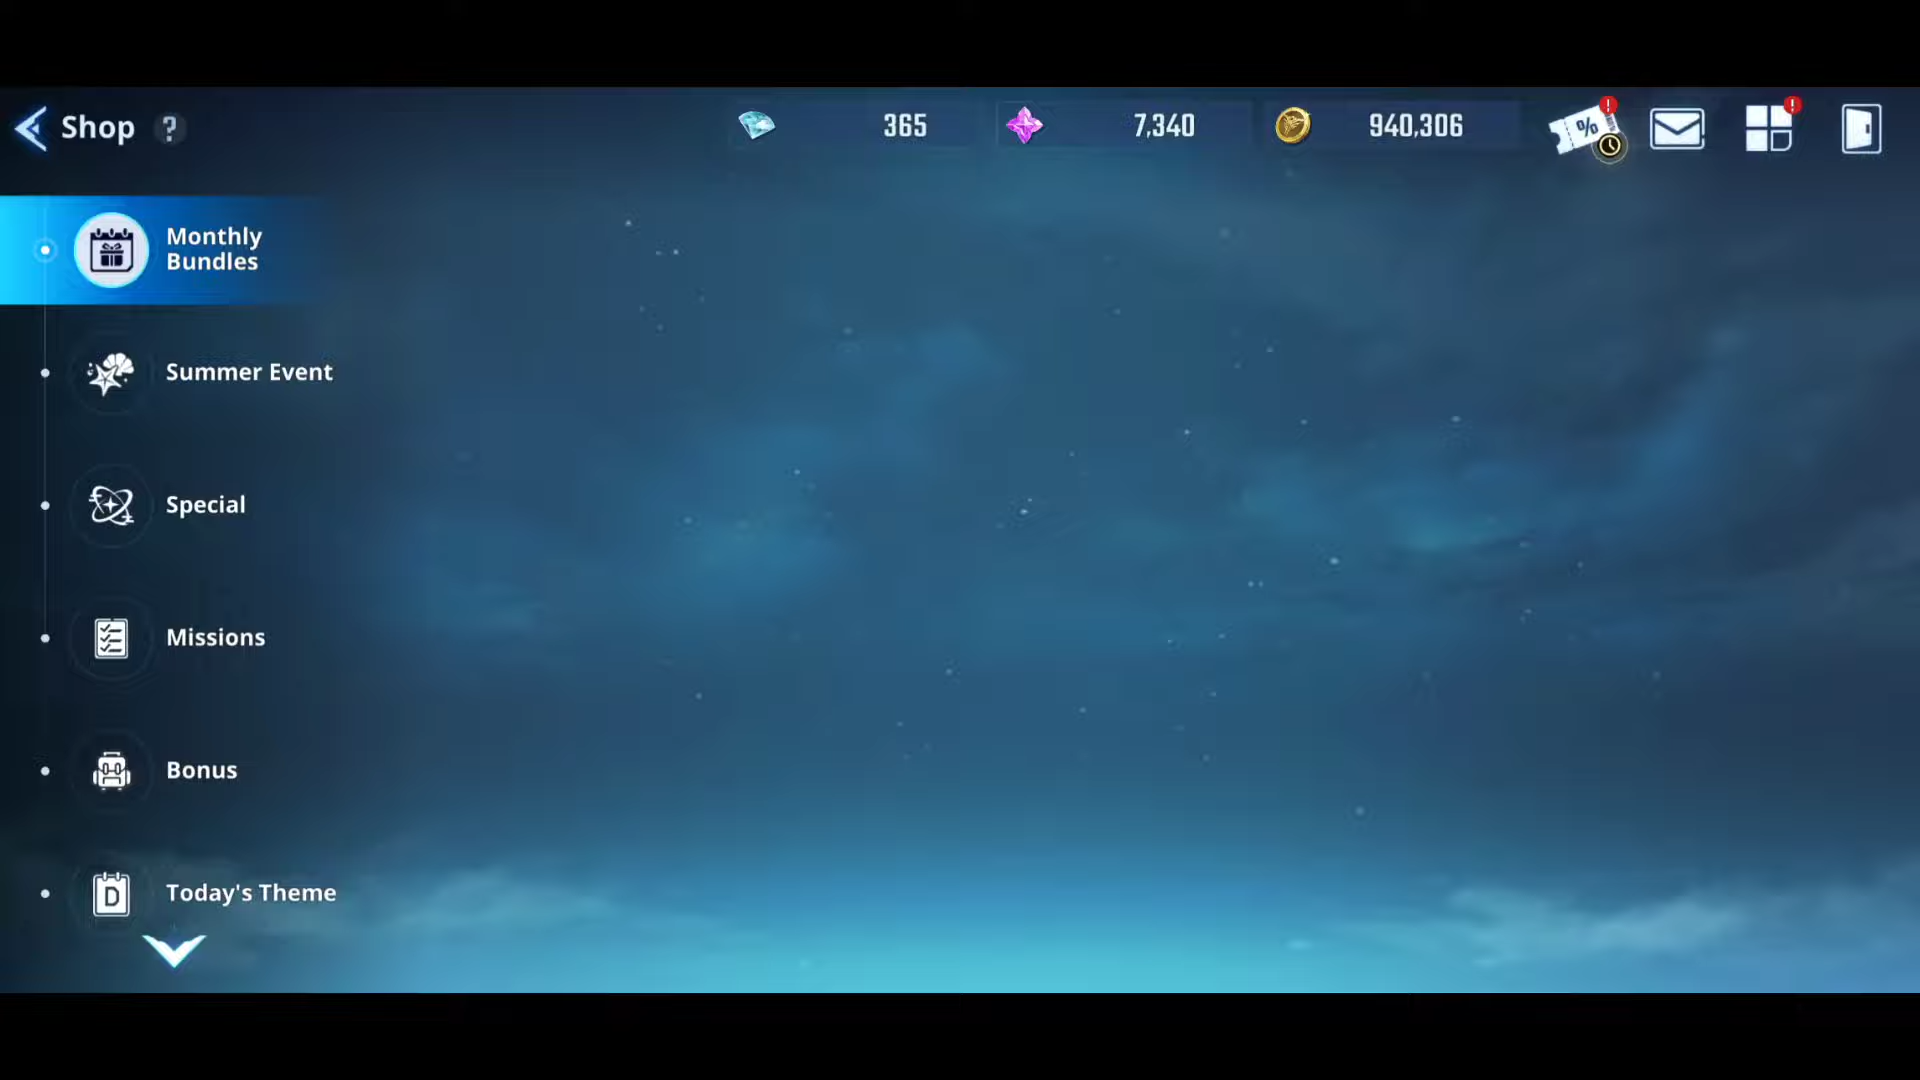 Shop ?
365
7,340
940,306
%
Monthly
Bundles
Summer Event
Special
Missions
Bonus
D
Today's Theme